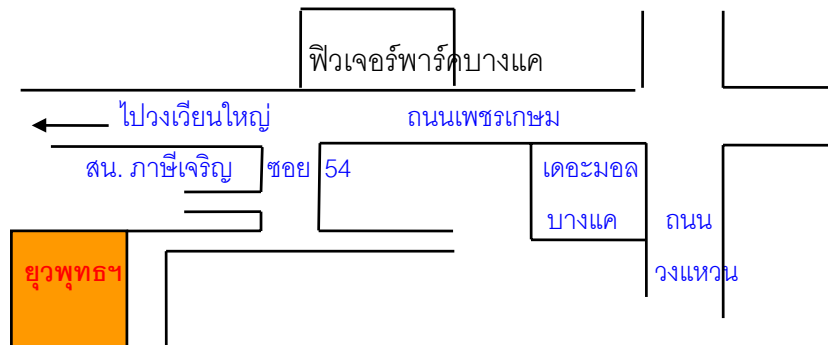 ฟิวเจอร์พาร์คบางแค
ไปวงเวียนใหญ่
ถนนเพชรเกษม
สน. ภาษีเจริญ
ซอย 54
เดอะมอล
บางแค
ถนน
วงแหวน
ยุวพุทธฯ